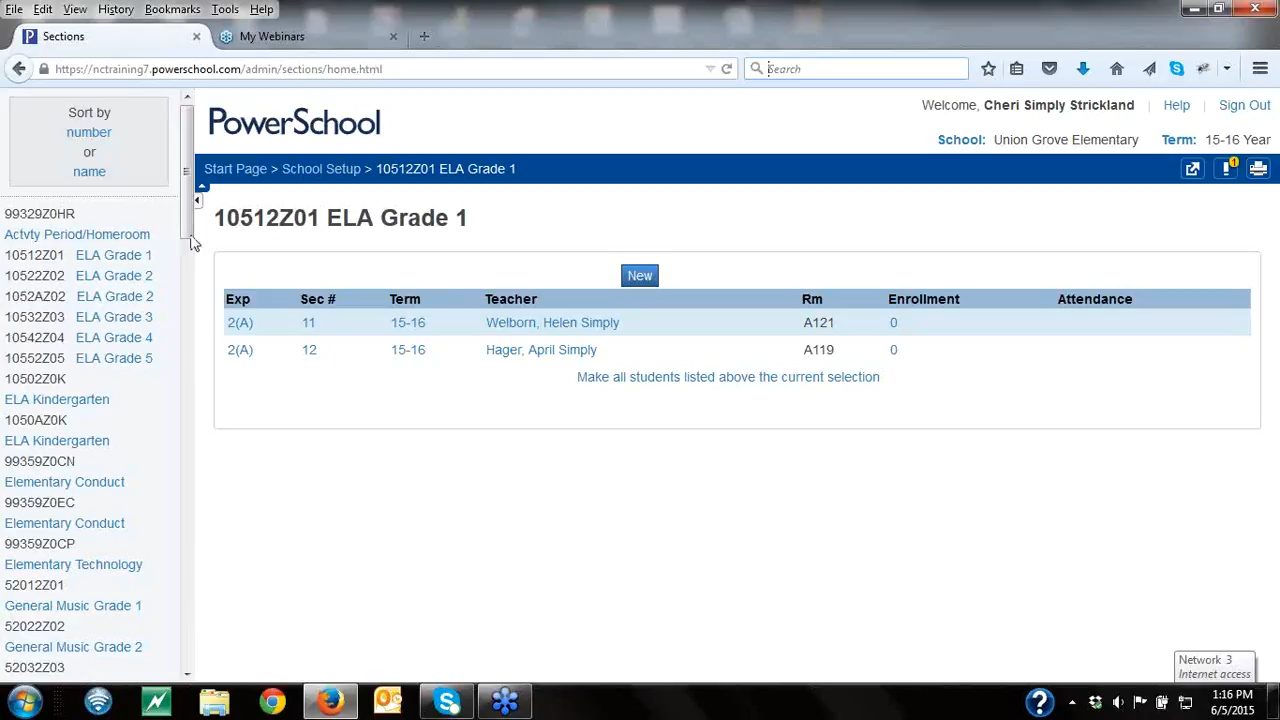 File Edit View History Bookmarks Tools Help
Sections
My Webinars
https://nctraining7.powerschool.com/admin/sections/home.html
Search
Sort by
number
or
name
99329Z0HR
Actvty Period/Homeroom
10512Z01 ELA Grade 1
10522Z02 ELA Grade 2
1052AZ02 ELA Grade 2
10532Z03 ELA Grade 3
10542Z04 ELA Grade 4
10552Z05 ELA Grade 5
10502Z0K
ELA Kindergarten
1050AZ0K
ELA Kindergarten
99359Z0CN
Elementary Conduct
99359Z0EC
Elementary Conduct
99359Z0CP
Elementary Technology
52012Z01
General Music Grade 1
52022Z02
General Music Grade 2
52032Z03
PowerSchool
Welcome, Cheri Simply Strickland Help Sign Out
School: Union Grove Elementary Term: 15-16 Year
Start Page > School Setup > 10512Z01 ELA Grade 1
10512Z01 ELA Grade 1
New
Exp Sec # Term Teacher Rm Enrollment Attendance
2(A) 11 15-16 Welborn, Helen Simply A121 0
2(A) 12 15-16 Hager, April Simply A119 0
Make all students listed above the current selection
Network 3
Internet access
1:16 PM
6/5/2015